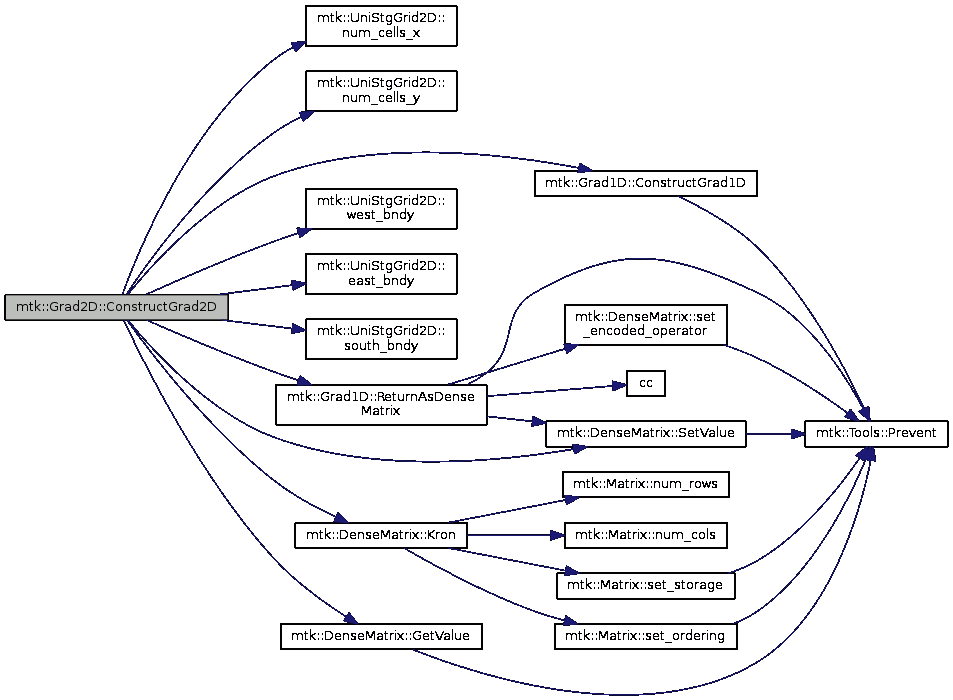 mtk::UniStgGrid2D::
num_cells_x
mtk::UniStgGrid2D::
num_cells_y
mtk::Grad1D::ConstructGrad1D
mtk::UniStgGrid2D::
west_bndy
mtk::UniStgGrid2D::
east_bndy
mtk::Grad2D::ConstructGrad2D
mtk::DenseMatrix::set
_encoded_operator
mtk::UniStgGrid2D::
south_bndy
cc
mtk::Grad1D::ReturnAsDense
Matrix
mtk::DenseMatrix::SetValue
mtk::Tools::Prevent
mtk::Matrix::num_rows
mtk::DenseMatrix::Kron
mtk::Matrix::num_cols
mtk::Matrix::set_storage
mtk::DenseMatrix::GetValue
mtk::Matrix::set_ordering